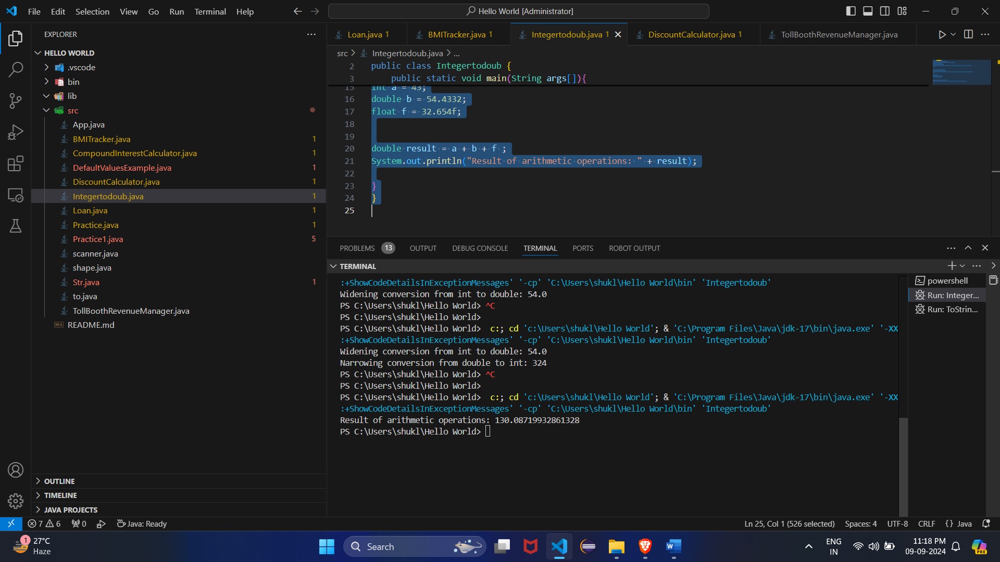 File Edit Selection View Go Run Terminal Help
Hello World [Administrator]
EXPLORER
HELLO WORLD
.vscode
bin
lib
src
App.java
BMITracker.java 1
CompoundInterestCalculator.java 1
DefaultValuesExample.java 1
DiscountCalculator.java 1
Integertodoub.java 1
Loan.java 1
Practice.java 1
Practice1.java 5
scanner.java
shape.java
Str.java 1
to.java
TollBoothRevenueManager.java
README.md
OUTLINE
TIMELINE
JAVA PROJECTS
Loan.java 1 BMITracker.java 1 Integertodoub.java 1 DiscountCalculator.java 1 TollBoothRevenueManager.java
src > Integertodoub.java > ...
2 public class Integertodoub {
3 public static void main(String args[]){
15 int a = 43;
16 double b = 54.4332;
17 float f = 32.654f;
18
19
20 double result = a + b + f ;
21 System.out.println("Result of arithmetic operations: " + result);
22
23 }
24 }
25
PROBLEMS 13 OUTPUT DEBUG CONSOLE TERMINAL PORTS ROBOT OUTPUT
TERMINAL
:+ShowCodeDetailsInExceptionMessages' '-cp' 'C:\Users\shukl\Hello World\bin' 'Integertodoub'
Widening conversion from int to double: 54.0
PS C:\Users\shukl\Hello World> ^C
PS C:\Users\shukl\Hello World>
PS C:\Users\shukl\Hello World> c:; cd 'c:\Users\shukl\Hello World'; & 'C:\Program Files\Java\jdk-17\bin\java.exe' '-XX
:+ShowCodeDetailsInExceptionMessages' '-cp' 'C:\Users\shukl\Hello World\bin' 'Integertodoub'
Widening conversion from int to double: 54.0
Narrowing conversion from double to int: 324
PS C:\Users\shukl\Hello World> ^C
PS C:\Users\shukl\Hello World>
PS C:\Users\shukl\Hello World> c:; cd 'c:\Users\shukl\Hello World'; & 'C:\Program Files\Java\jdk-17\bin\java.exe' '-XX
:+ShowCodeDetailsInExceptionMessages' '-cp' 'C:\Users\shukl\Hello World\bin' 'Integertodoub'
Result of arithmetic operations: 130.08719932861328
PS C:\Users\shukl\Hello World>
powershell
Run: Integer...
Run: ToStrin...
7 6 0 Java: Ready
Ln 25, Col 1 (526 selected) Spaces: 4 UTF-8 CRLF {} Java
1 27°C
Haze
Search
ENG
IN
11:18 PM
09-09-2024
PRE